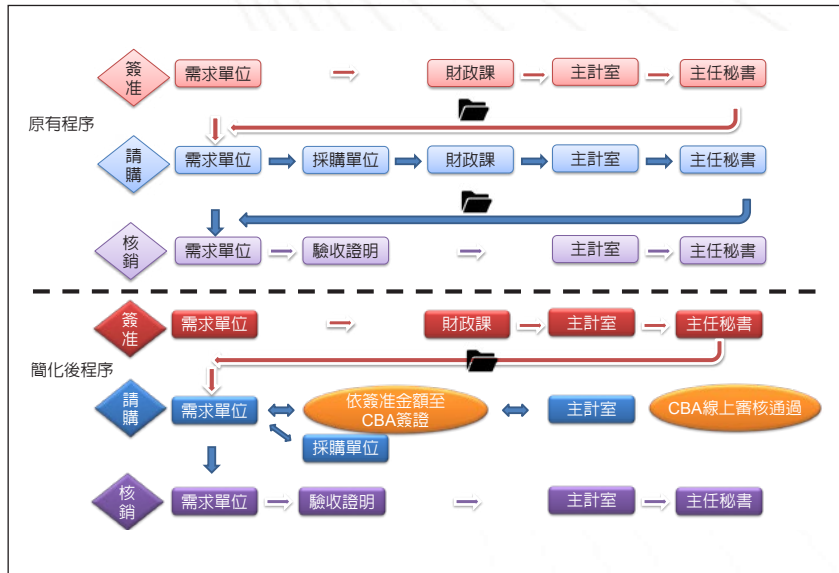 簽
准
需求單位
財政課
主計室
主任秘書
原有程序
請
購
需求單位
採購單位
財政課
主計室
主任秘書
核
銷
需求單位
驗收證明
主計室
主任秘書
簽
准
需求單位
財政課
主計室
主任秘書
簡化後程序
請
購
需求單位
依簽准金額至
CBA簽證
主計室
CBA線上審核通過
採購單位
核
銷
需求單位
驗收證明
主計室
主任秘書